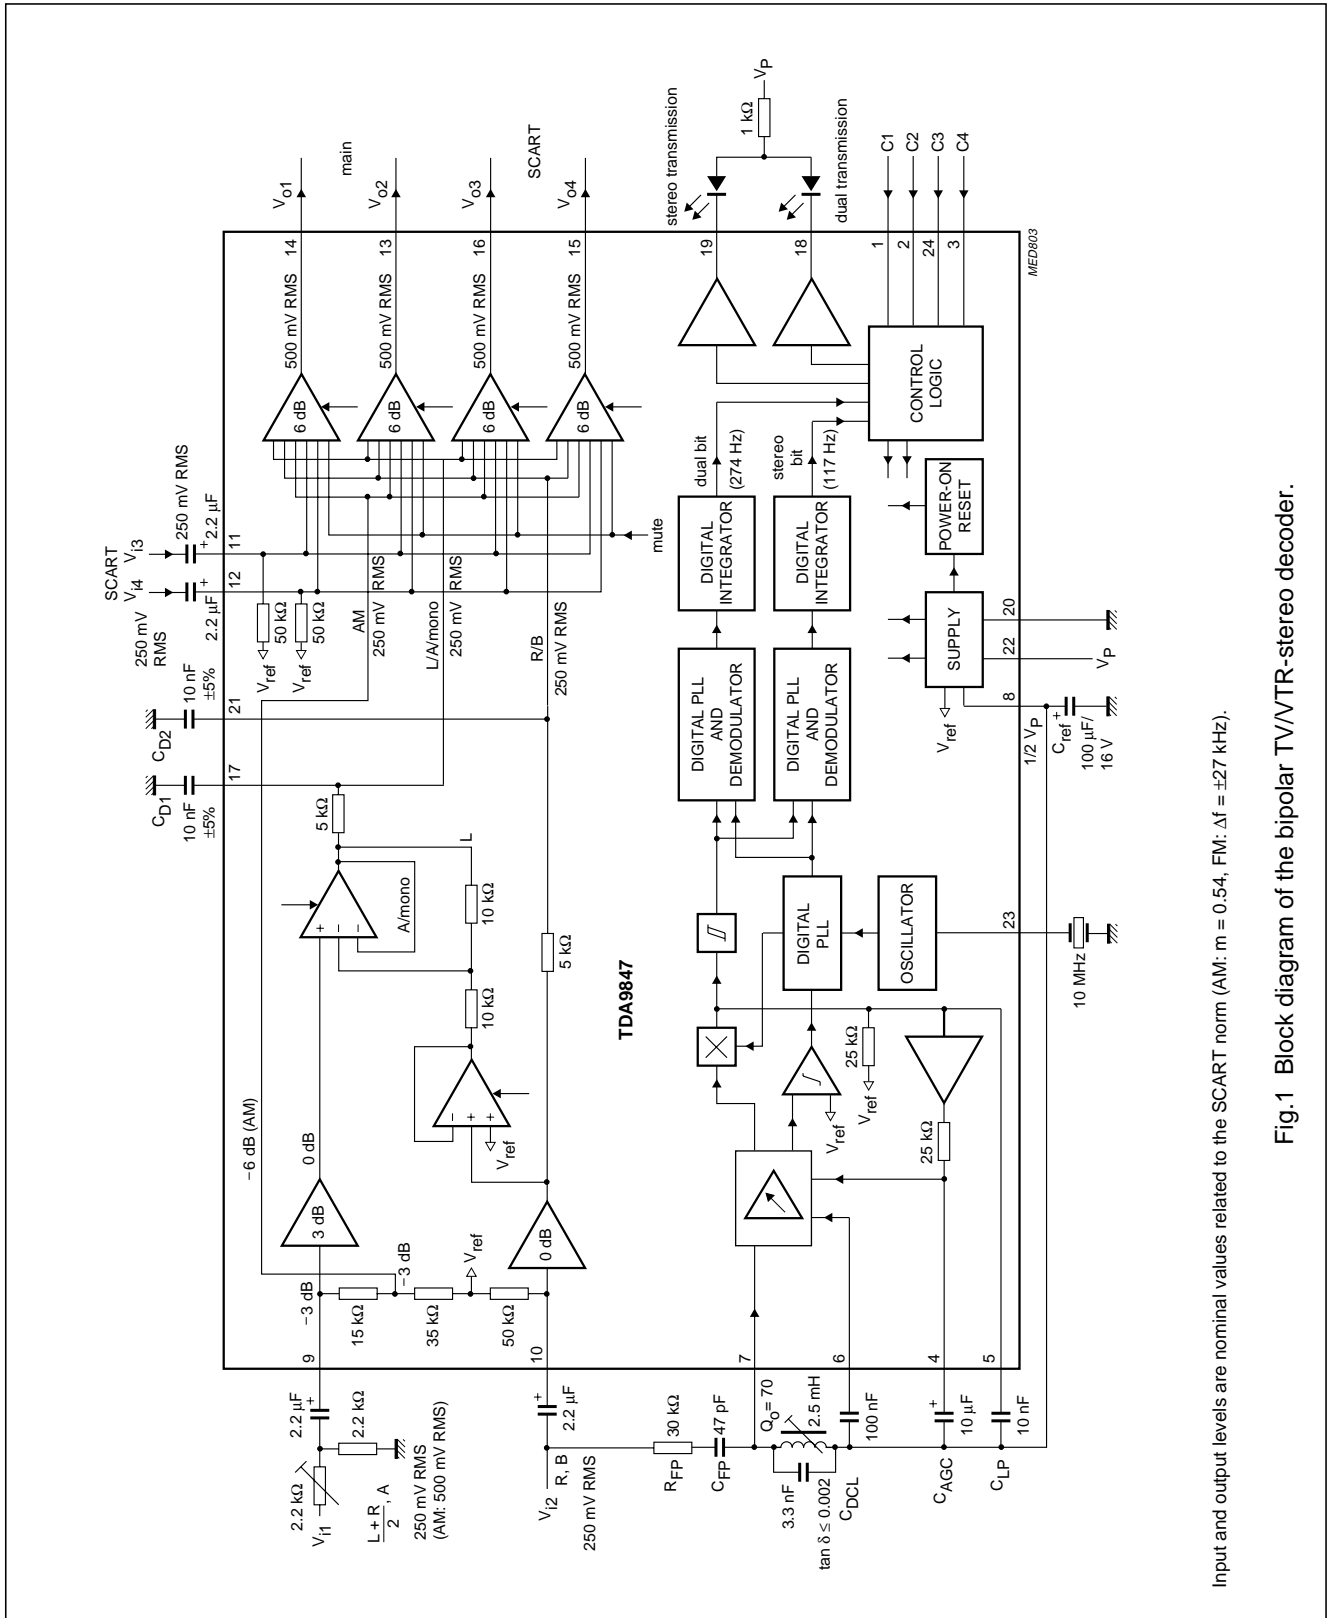 SCART
V_i4 V_i3
250 mV
RMS
250 mV RMS
2.2 µF
+
2.2 µF
+
12
11
C_D1
10 nF
±5%
C_D2
10 nF
±5%
17
21
50 kΩ
50 kΩ
V_ref
V_ref
V_i1
2.2 kΩ
2.2 µF
+
2.2 kΩ
L + R
2
, A
250 mV RMS
(AM: 500 mV RMS)
9
−3 dB
15 kΩ
−3 dB
35 kΩ
V_ref
50 kΩ
3 dB
0 dB
−6 dB (AM)
V_i2
R, B
250 mV RMS
2.2 µF
+
10
0 dB
V_ref
−
+
+
10 kΩ
10 kΩ
L
+
−
−
A/mono
5 kΩ
5 kΩ
AM
250 mV RMS
L/A/mono
250 mV RMS
R/B
250 mV RMS
mute
6 dB
500 mV RMS
14
V_o1
6 dB
500 mV RMS
13
V_o2
main
6 dB
500 mV RMS
16
V_o3
6 dB
500 mV RMS
15
V_o4
SCART
TDA9847
R_FP
30 kΩ
C_FP
47 pF
Q_o = 70
2.5 mH
3.3 nF
tan δ ≤ 0.002
C_DCL
100 nF
C_AGC
+
10 µF
C_LP
10 nF
7
6
4
5
V_ref
25 kΩ
V_ref
25 kΩ
DIGITAL
PLL
OSCILLATOR
23
10 MHz
DIGITAL PLL
AND
DEMODULATOR
DIGITAL PLL
AND
DEMODULATOR
DIGITAL
INTEGRATOR
DIGITAL
INTEGRATOR
dual bit
(274 Hz)
stereo
bit
(117 Hz)
V_ref
SUPPLY
POWER-ON
RESET
CONTROL
LOGIC
1/2 V_P
8
C_ref
+
100 µF/
16 V
22
V_P
20
19
stereo transmission
18
dual transmission
1 kΩ
V_P
1
C1
2
C2
24
C3
3
C4
MED803
Input and output levels are nominal values related to the SCART norm (AM: m = 0.54, FM: Δf = ±27 kHz).
Fig.1 Block diagram of the bipolar TV/VTR-stereo decoder.